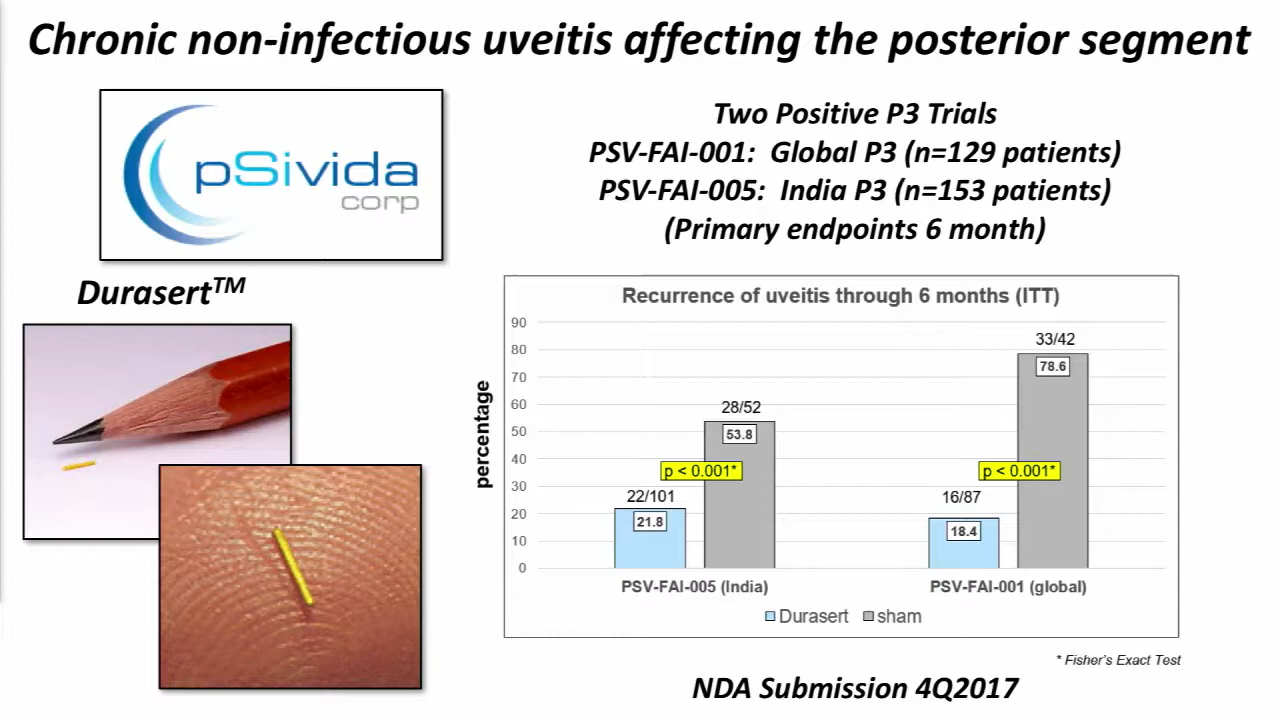 Chronic non-infectious uveitis affecting the posterior segment
pSivida
corp
Durasert™
Two Positive P3 Trials
PSV-FAI-001: Global P3 (n=129 patients)
PSV-FAI-005: India P3 (n=153 patients)
(Primary endpoints 6 month)
Recurrence of uveitis through 6 months (ITT)
percentage
90
80
70
60
50
40
30
20
10
0
22/101
21.8
28/52
53.8
p < 0.001*
16/87
18.4
33/42
78.6
p < 0.001*
PSV-FAI-005 (India)
PSV-FAI-001 (global)
Durasert sham
* Fisher's Exact Test
NDA Submission 4Q2017